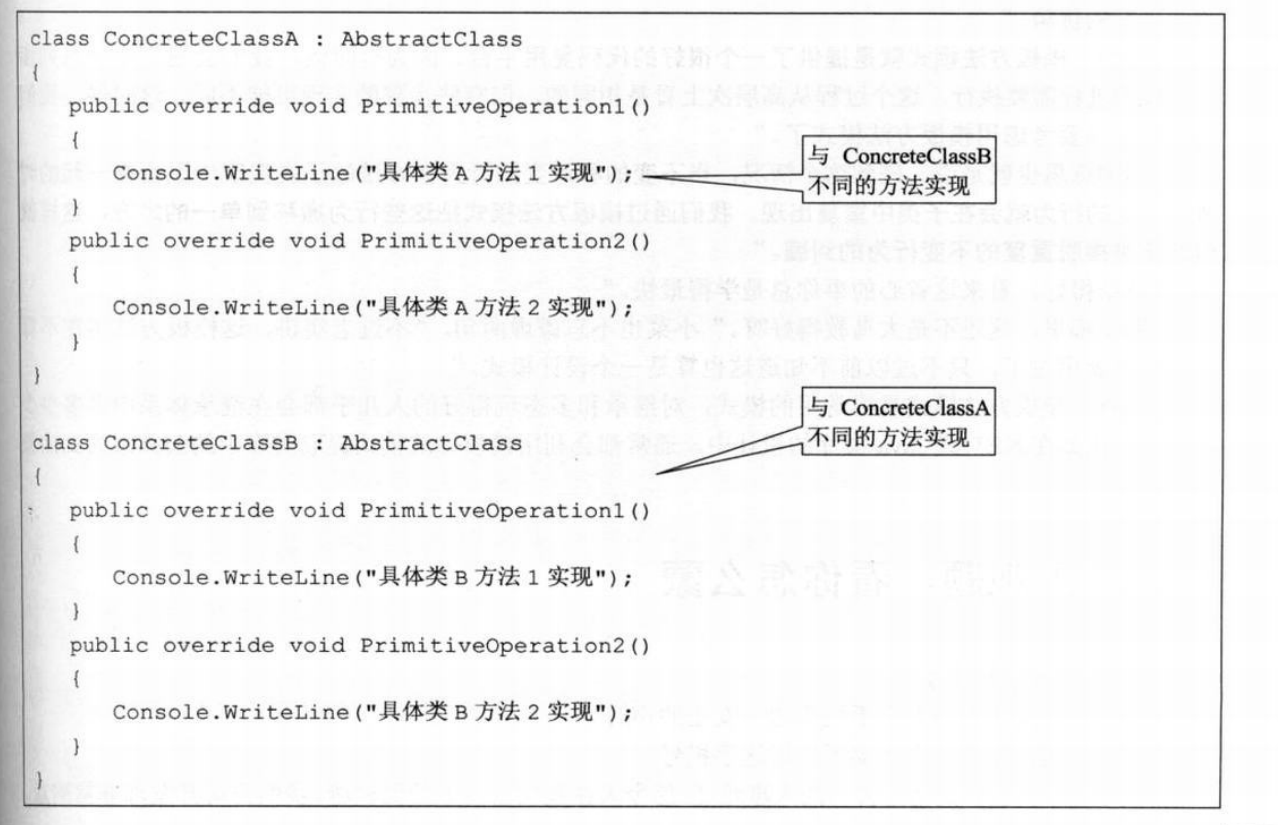 class ConcreteClassA : AbstractClass
{
public override void PrimitiveOperation1()
{
Console.WriteLine("具体类 A 方法 1 实现");
与 ConcreteClassB
不同的方法实现
}
public override void PrimitiveOperation2()
{
Console.WriteLine("具体类 A 方法 2 实现");
}
}
与 ConcreteClassA
不同的方法实现
class ConcreteClassB : AbstractClass
{
public override void PrimitiveOperation1()
{
Console.WriteLine("具体类 B 方法 1 实现");
}
public override void PrimitiveOperation2()
{
Console.WriteLine("具体类 B 方法 2 实现");
}
}